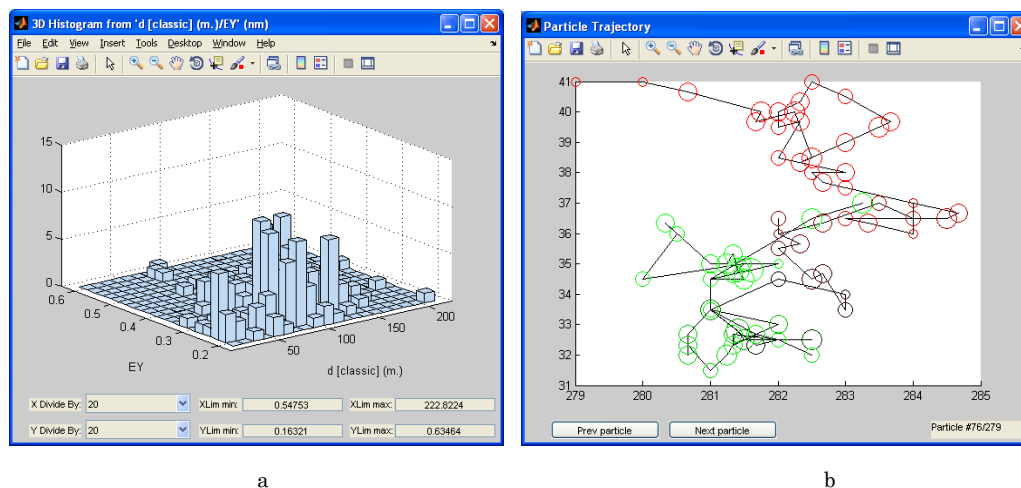 3D Histogram from 'd [classic] (m.)/EY' (nm)
File Edit View Insert Tools Desktop Window Help
15
10
5
0
0.6
0.5
0.4
0.3
0.2
50
100
150
200
EY
d [classic] (m.)
X Divide By: 20 XLim min: 0.54753 XLim max: 222.8224
Y Divide By: 20 YLim min: 0.16321 YLim max: 0.63464
a
Particle Trajectory
41
40
39
38
37
36
35
34
33
32
31
279 280 281 282 283 284 285
Prev particle Next particle Particle #76/279
b